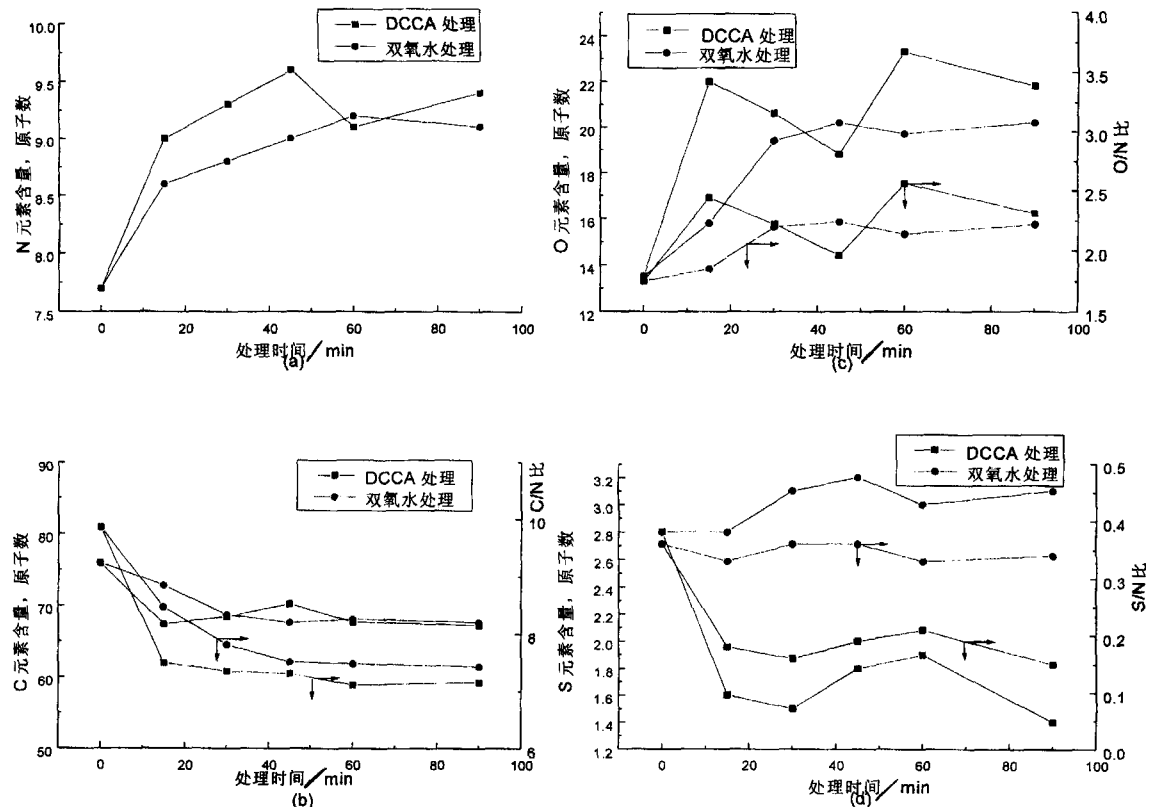 DCCA 处理
双氧水处理
N 元素含量，原子数
10.0
9.5
9.0
8.5
8.0
7.5
0
20
40
60
80
100
处理时间／min
(a)
DCCA 处理
双氧水处理
O 元素含量，原子数
24
22
20
18
16
14
12
4.0
3.5
3.0
2.5
2.0
1.5
O/N 比
0
20
40
60
80
100
处理时间／min
(c)
DCCA 处理
双氧水处理
C 元素含量，原子数
90
80
70
60
50
C/N 比
10
8
6
0
20
40
60
80
100
处理时间／min
(b)
DCCA 处理
双氧水处理
S 元素含量，原子数
3.2
3.0
2.8
2.6
2.4
2.2
2.0
1.8
1.6
1.4
1.2
0.5
0.4
0.3
0.2
0.1
0.0
S/N 比
0
20
40
60
80
100
处理时间／min
(d)